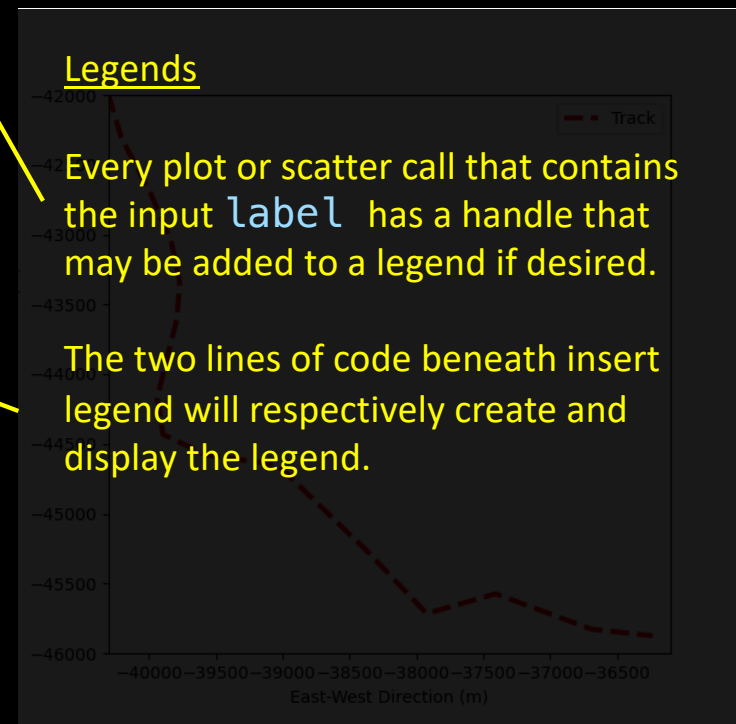 Legends
Every plot or scatter call that contains
the input label has a handle that
may be added to a legend if desired.
The two lines of code beneath insert
legend will respectively create and
display the legend.
Track
−42000
−43000
−43500
−44000
−45000
−45500
−46000
−40000 −39500 −39000 −38500 −38000 −37500 −37000 −36500
East-West Direction (m)